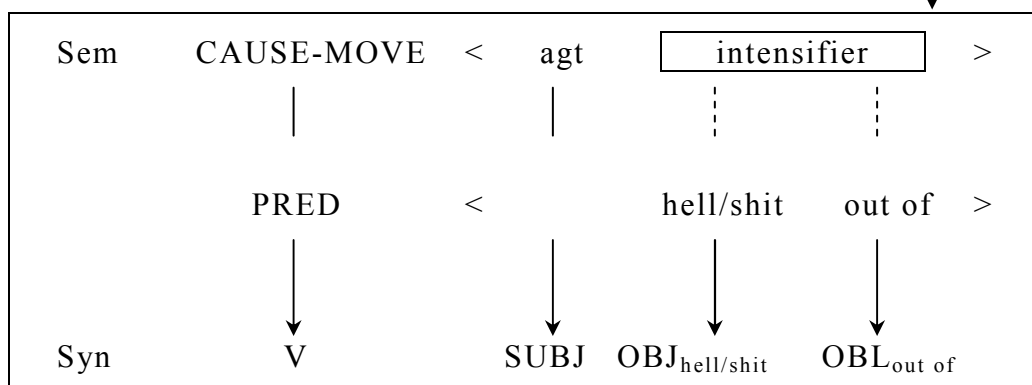 Sem CAUSE-MOVE < agt intensifier >
PRED < hell/shit out of >
Syn V SUBJ OBJhell/shit OBLout of